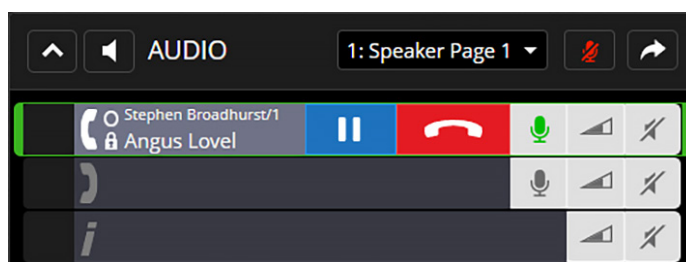 AUDIO
1: Speaker Page 1
Stephen Broadhurst/1
Angus Lovel
i